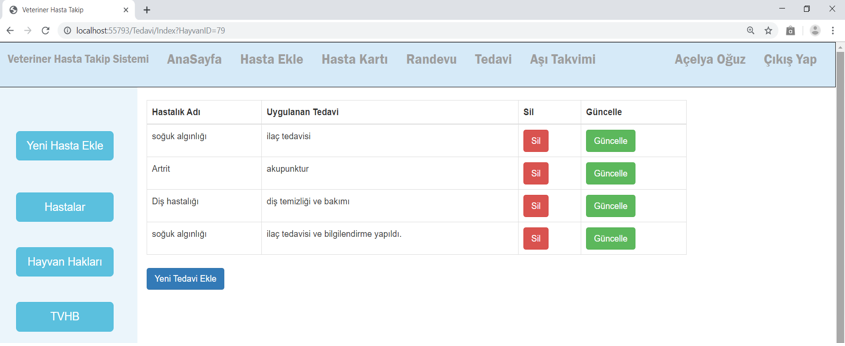 Veteriner Hasta Takip
localhost:55793/Tedavi/Index?HayvanID=79
Veteriner Hasta Takip Sistemi AnaSayfa Hasta Ekle Hasta Kartı Randevu Tedavi Aşı Takvimi Açelya Oğuz Çıkış Yap
Yeni Hasta Ekle
Hastalar
Hayvan Hakları
TVHB
Hastalık Adı Uygulanan Tedavi Sil Güncelle
soğuk algınlığı ilaç tedavisi Sil Güncelle
Artrit akupunktur Sil Güncelle
Diş hastalığı diş temizliği ve bakımı Sil Güncelle
soğuk algınlığı ilaç tedavisi ve bilgilendirme yapıldı. Sil Güncelle
Yeni Tedavi Ekle